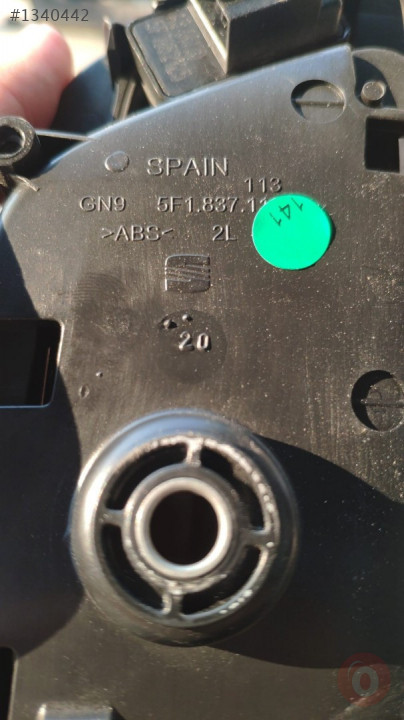 #1340442
SPAIN
113
GN9 5F1.837.11
>ABS< 2L
141
20